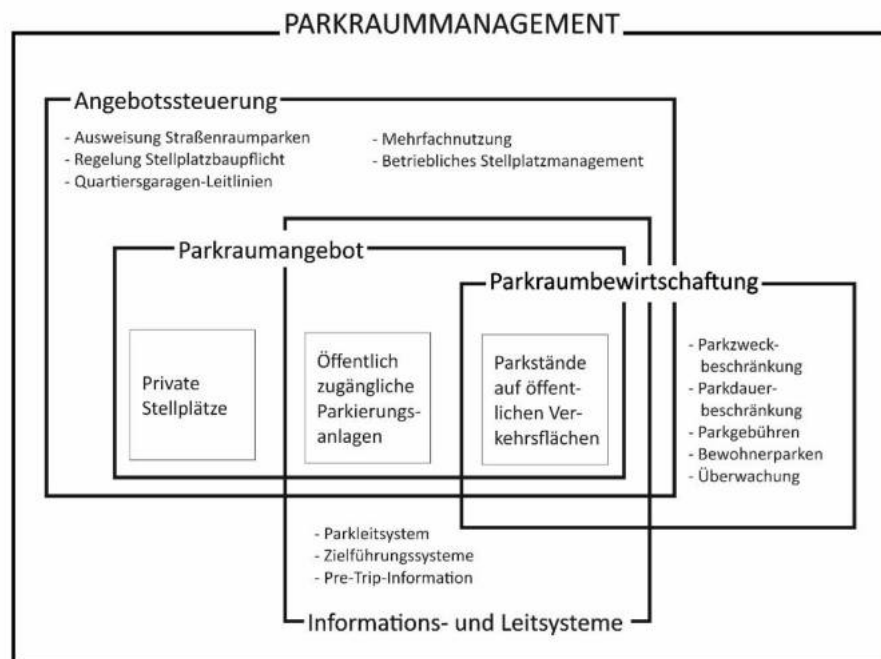 PARKRAUMMANAGEMENT
Angebotssteuerung
- Ausweisung Straßenraumparken
- Regelung Stellplatzbaupflicht
- Quartiersgaragen-Leitlinien
- Mehrfachnutzung
- Betriebliches Stellplatzmanagement
Parkraumangebot
Parkraumbewirtschaftung
Private
Stellplätze
Öffentlich
zugängliche
Parkierungs-
anlagen
Parkstände
auf öffent-
lichen Ver-
kehrsflächen
- Parkzweck-
beschränkung
- Parkdauer-
beschränkung
- Parkgebühren
- Bewohnerparken
- Überwachung
- Parkleitsystem
- Zielführungssysteme
- Pre-Trip-Information
Informations- und Leitsysteme